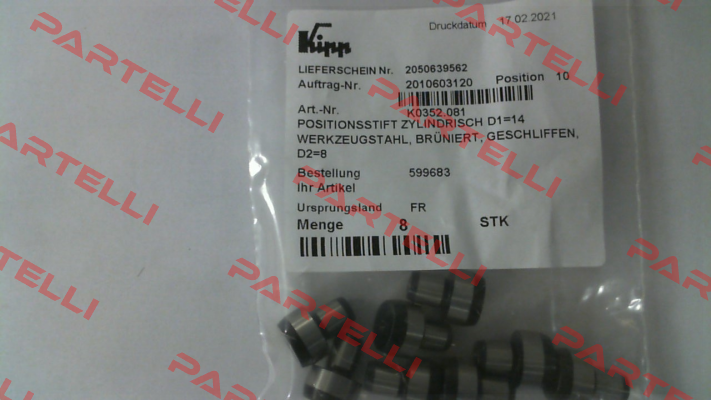 Druckdatum 17.02.2021
Kipp
LIEFERSCHEIN Nr. 2050639562
Auftrag-Nr. 2010603120 Position 10
Art.-Nr. K0352.081
POSITIONSSTIFT ZYLINDRISCH D1=14
WERKZEUGSTAHL, BRÜNIERT, GESCHLIFFEN,
D2=8
Bestellung 599683
Ihr Artikel
Ursprungsland FR
Menge 8 STK
PARTELLI
PARTELLI
PARTELLI
PARTELLI
PARTELLI
PARTELLI
PARTELLI
PARTELLI